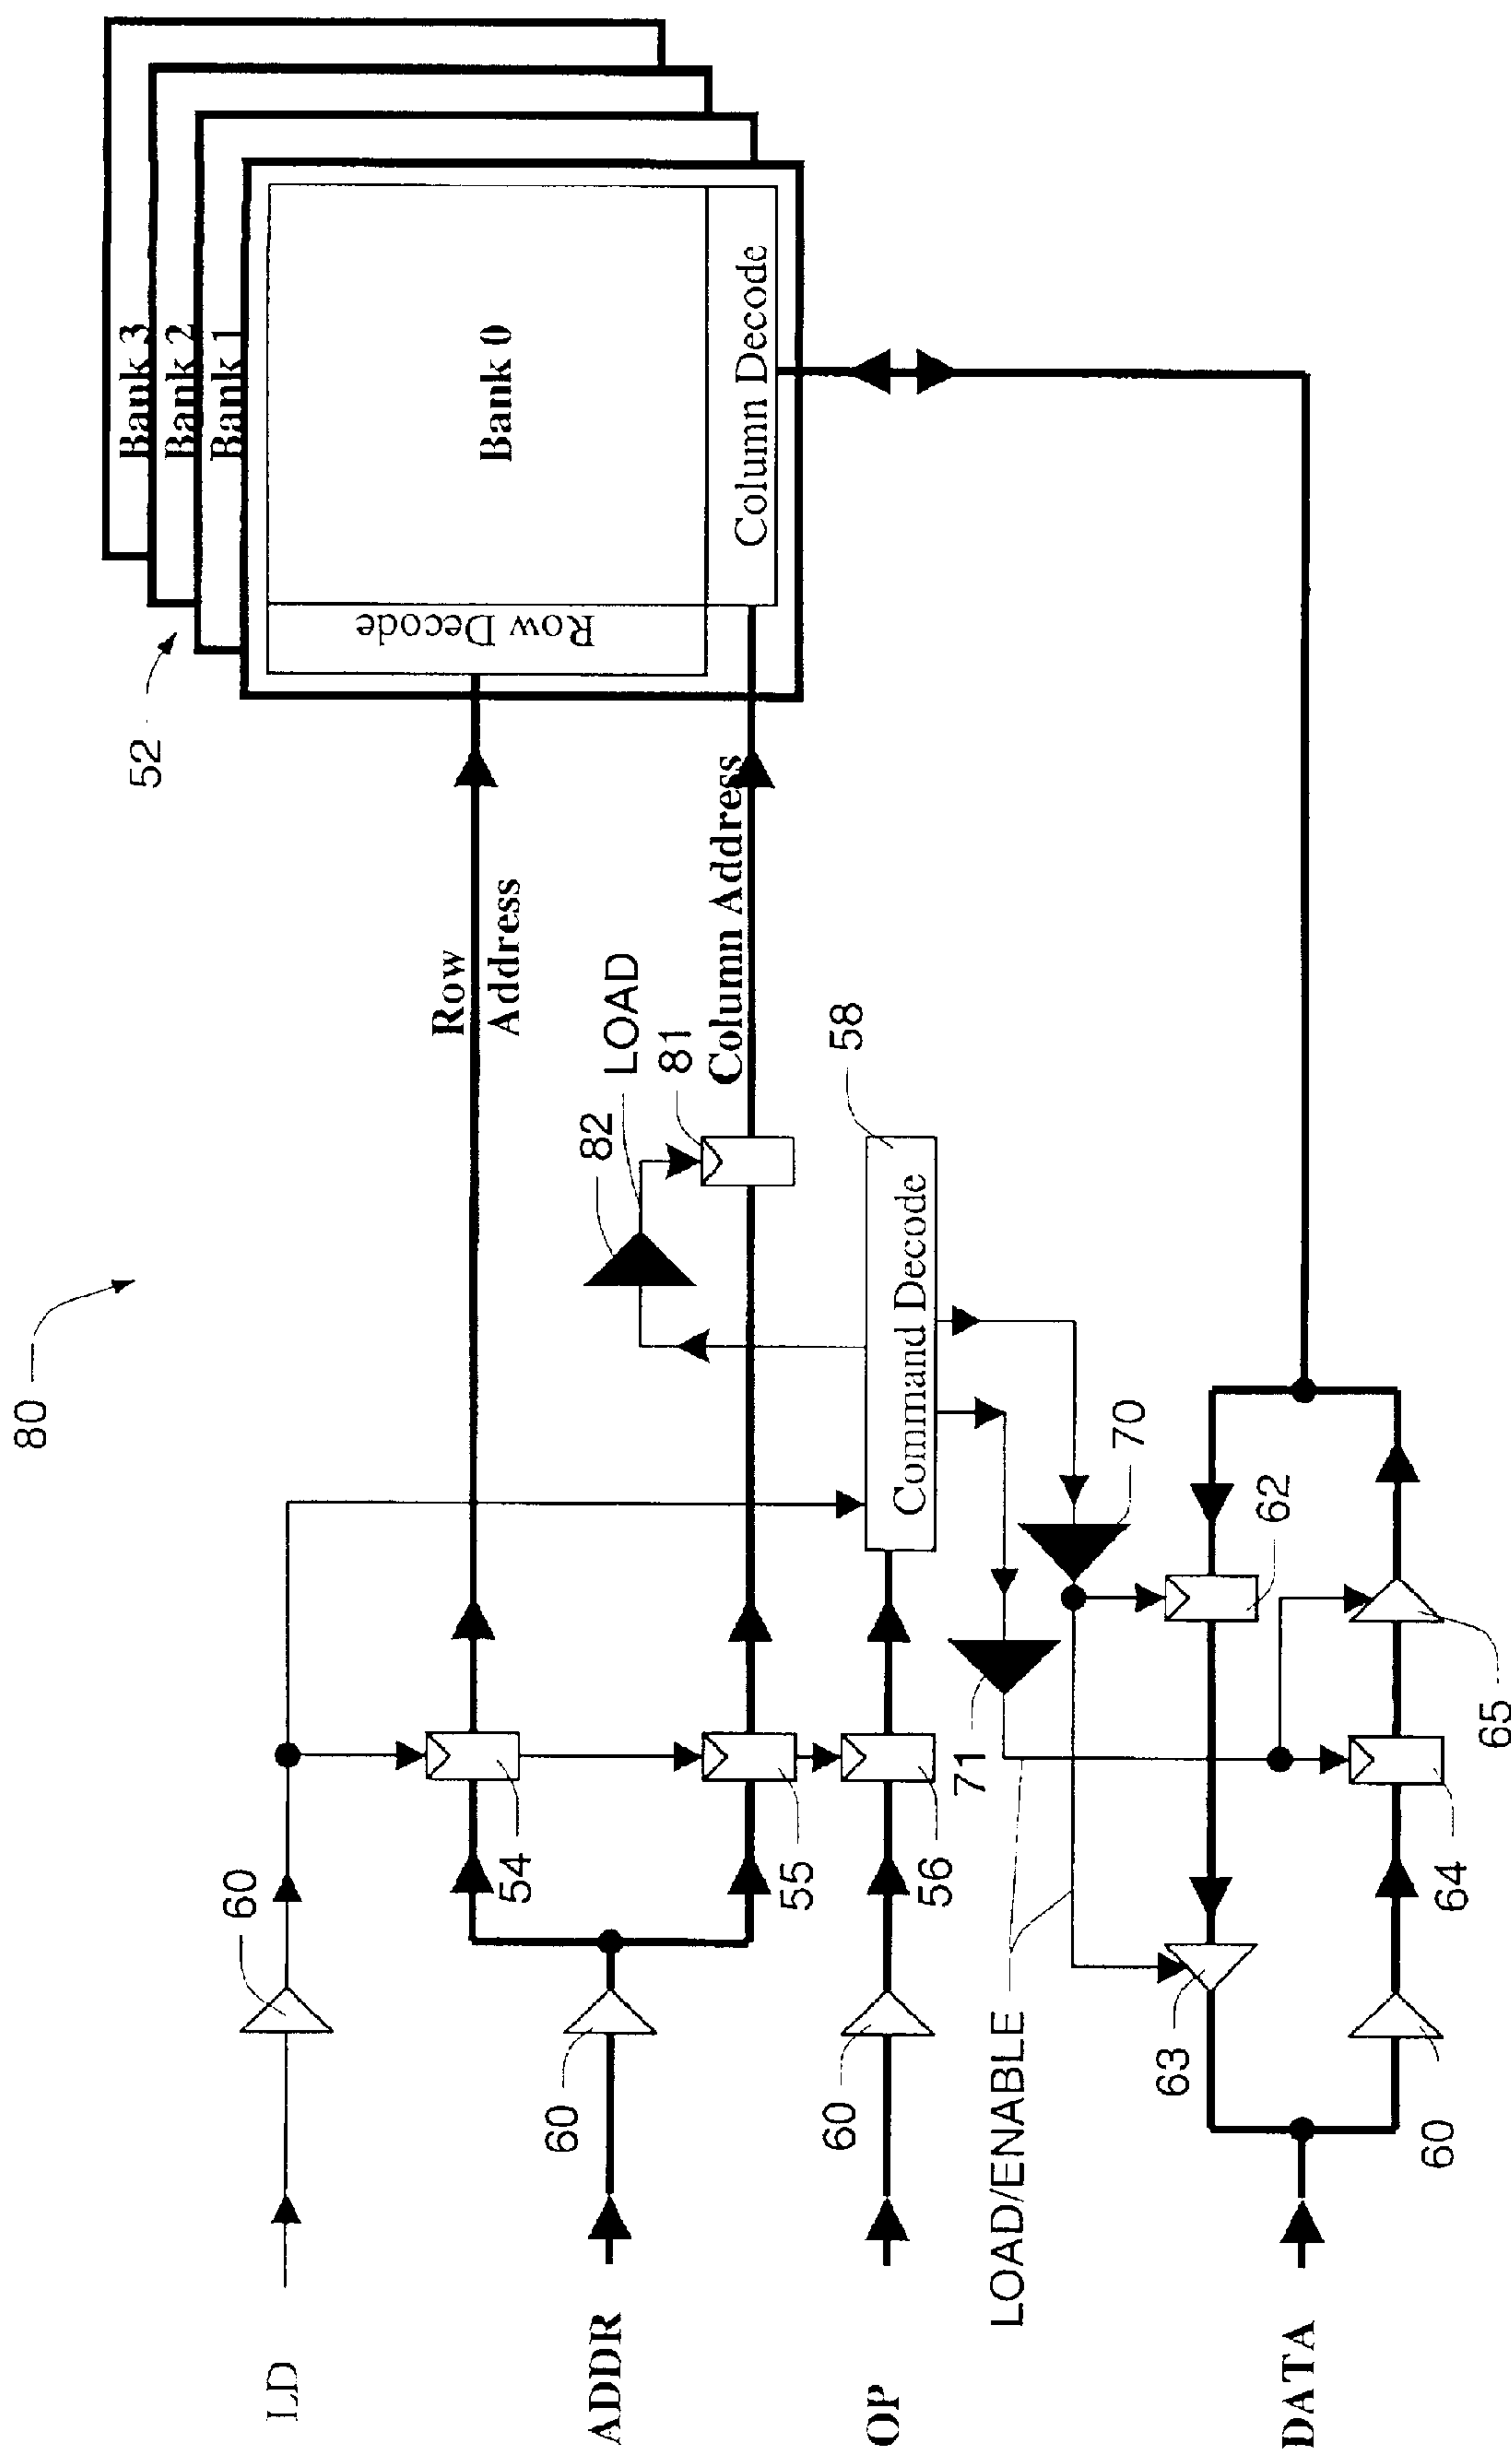 80
52
Bank 3
Bank 2
Bank 1
Bank 0
Row Decode
Column Decode
Row
Address
Column Address
LOAD
82
81
58
Command Decode
LD
60
54
ADDR
60
55
OP
60
56
71
70
LOAD/ENABLE
62
63
65
64
60
DATA